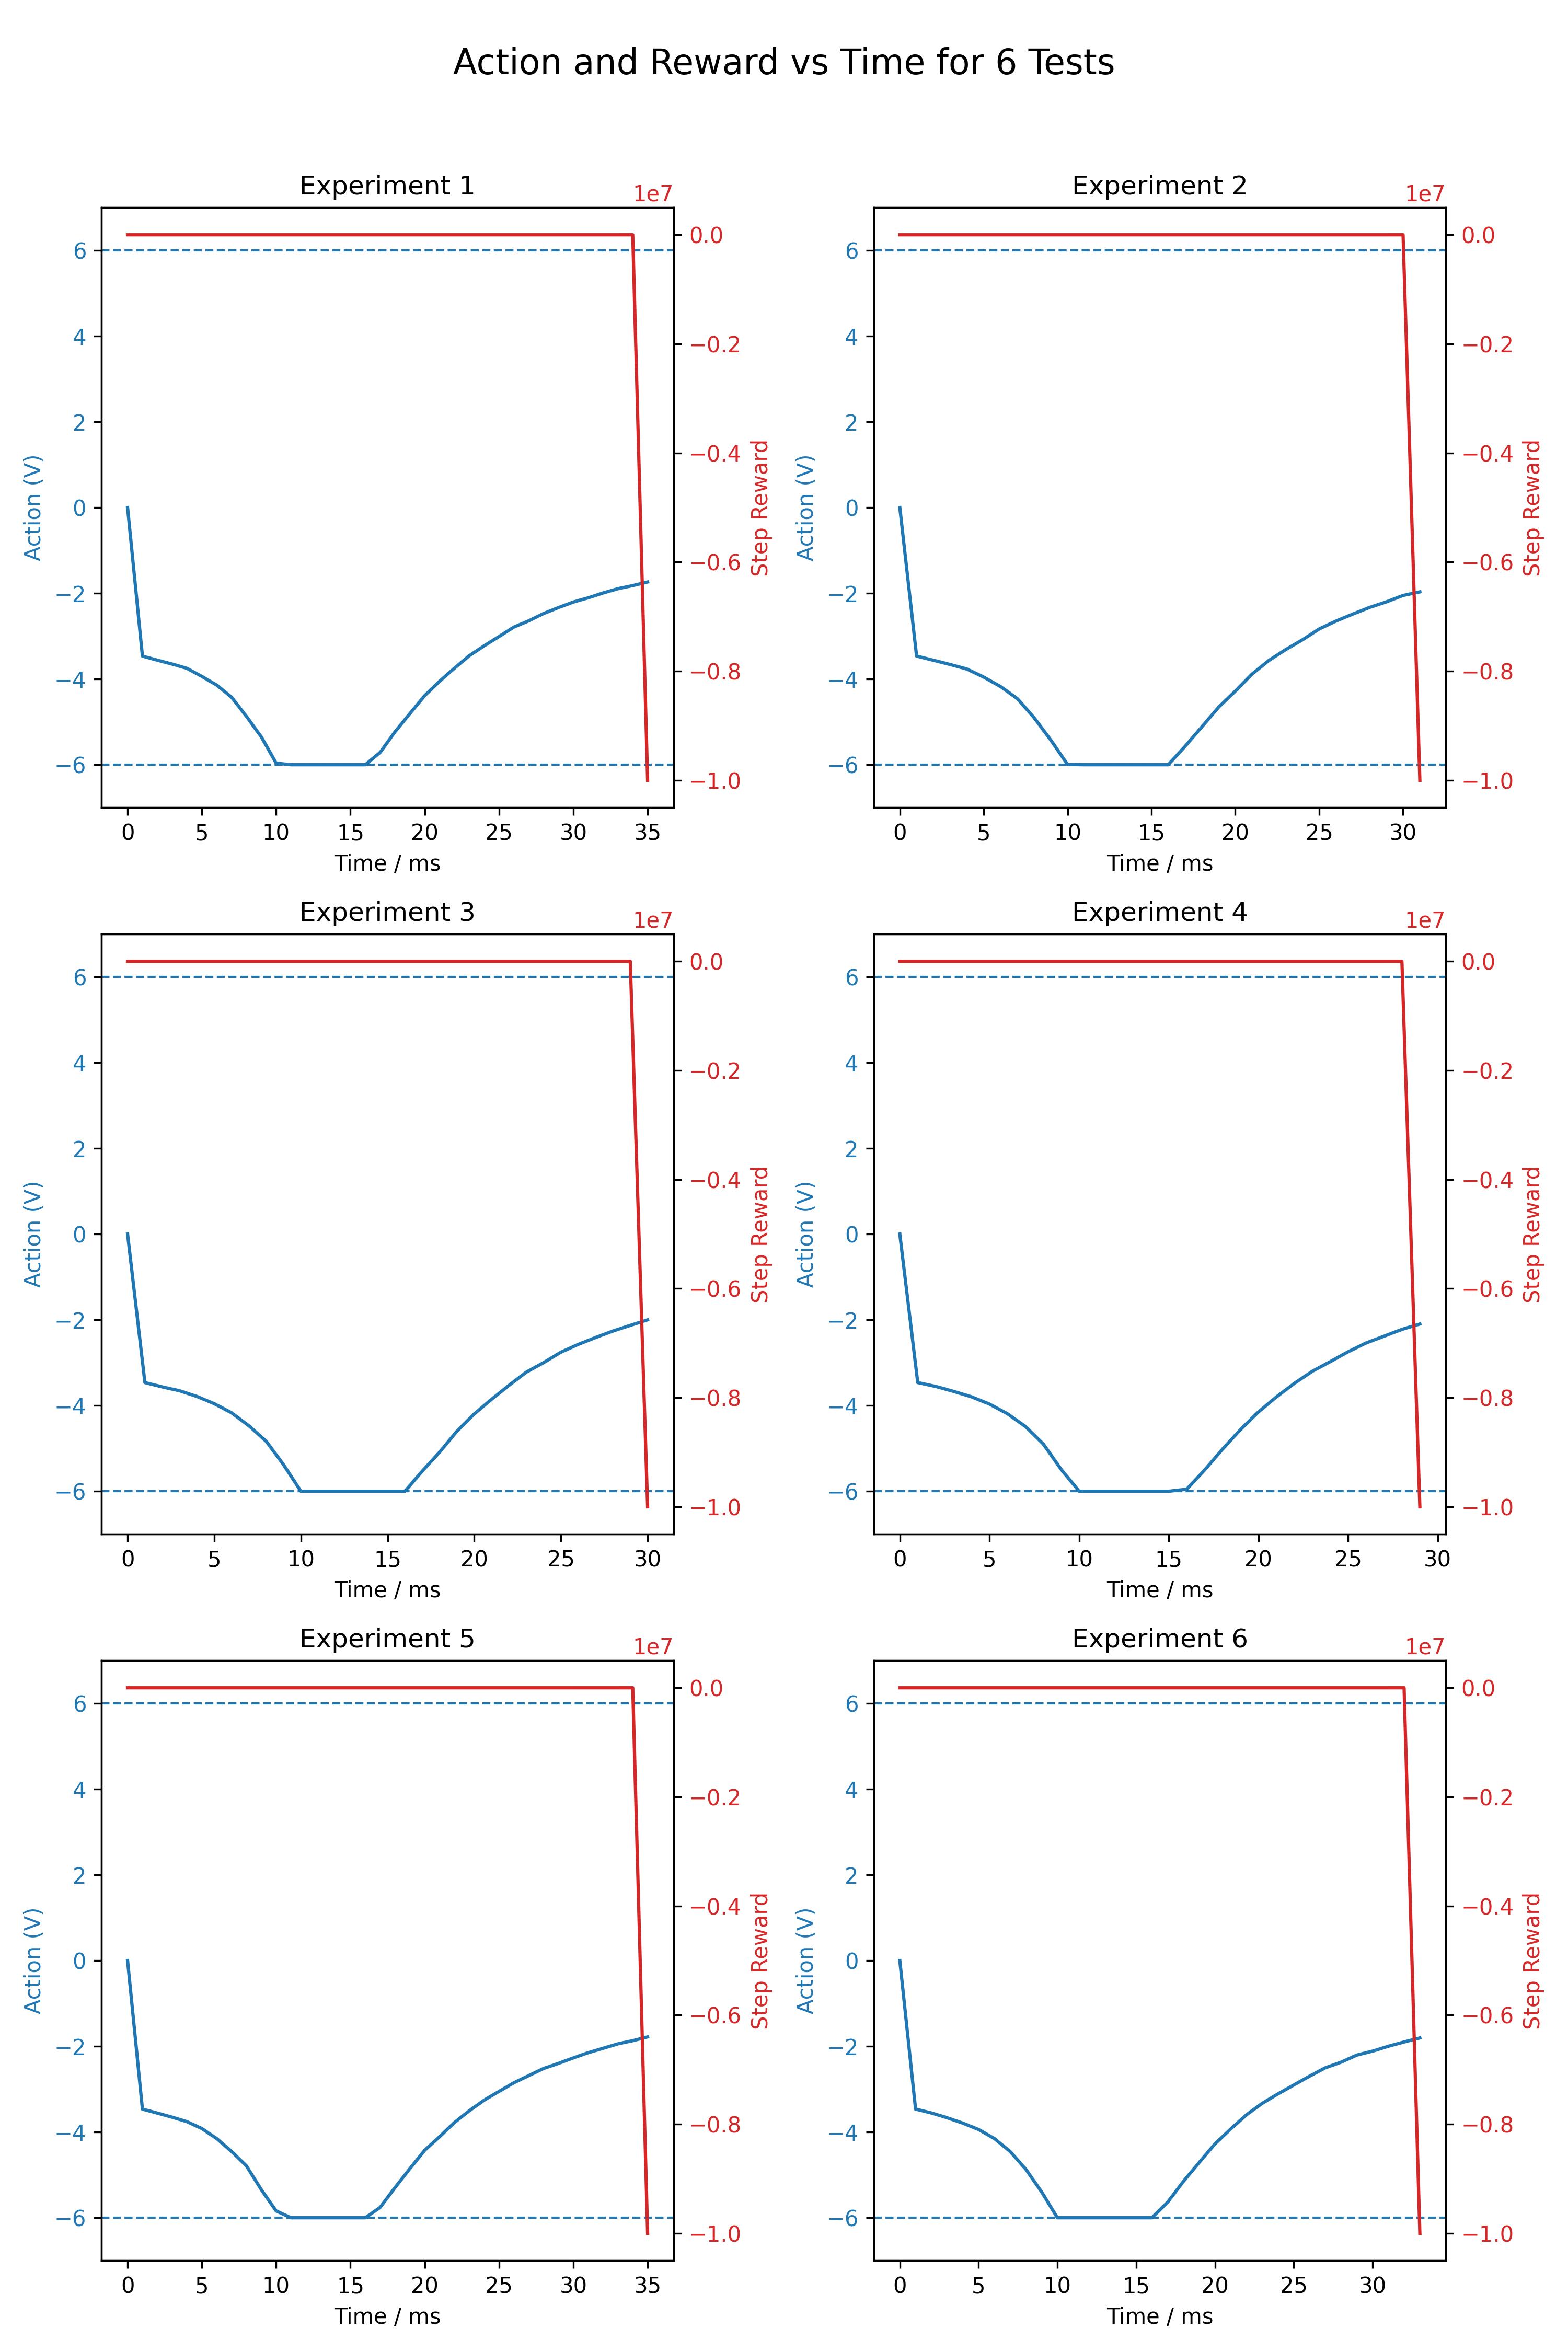 Action and Reward vs Time for 6 Tests
Experiment 1
1e7
6
4
2
0
−2
−4
−6
Action (V)
0.0
−0.2
−0.4
−0.6
−0.8
−1.0
Step Reward
0 5 10 15 20 25 30 35
Time / ms
Experiment 2
1e7
6
4
2
0
−2
−4
−6
Action (V)
0.0
−0.2
−0.4
−0.6
−0.8
−1.0
Step Reward
0 5 10 15 20 25 30
Time / ms
Experiment 3
1e7
6
4
2
0
−2
−4
−6
Action (V)
0.0
−0.2
−0.4
−0.6
−0.8
−1.0
Step Reward
0 5 10 15 20 25 30
Time / ms
Experiment 4
1e7
6
4
2
0
−2
−4
−6
Action (V)
0.0
−0.2
−0.4
−0.6
−0.8
−1.0
Step Reward
0 5 10 15 20 25 30
Time / ms
Experiment 5
1e7
6
4
2
0
−2
−4
−6
Action (V)
0.0
−0.2
−0.4
−0.6
−0.8
−1.0
Step Reward
0 5 10 15 20 25 30 35
Time / ms
Experiment 6
1e7
6
4
2
0
−2
−4
−6
Action (V)
0.0
−0.2
−0.4
−0.6
−0.8
−1.0
Step Reward
0 5 10 15 20 25 30
Time / ms